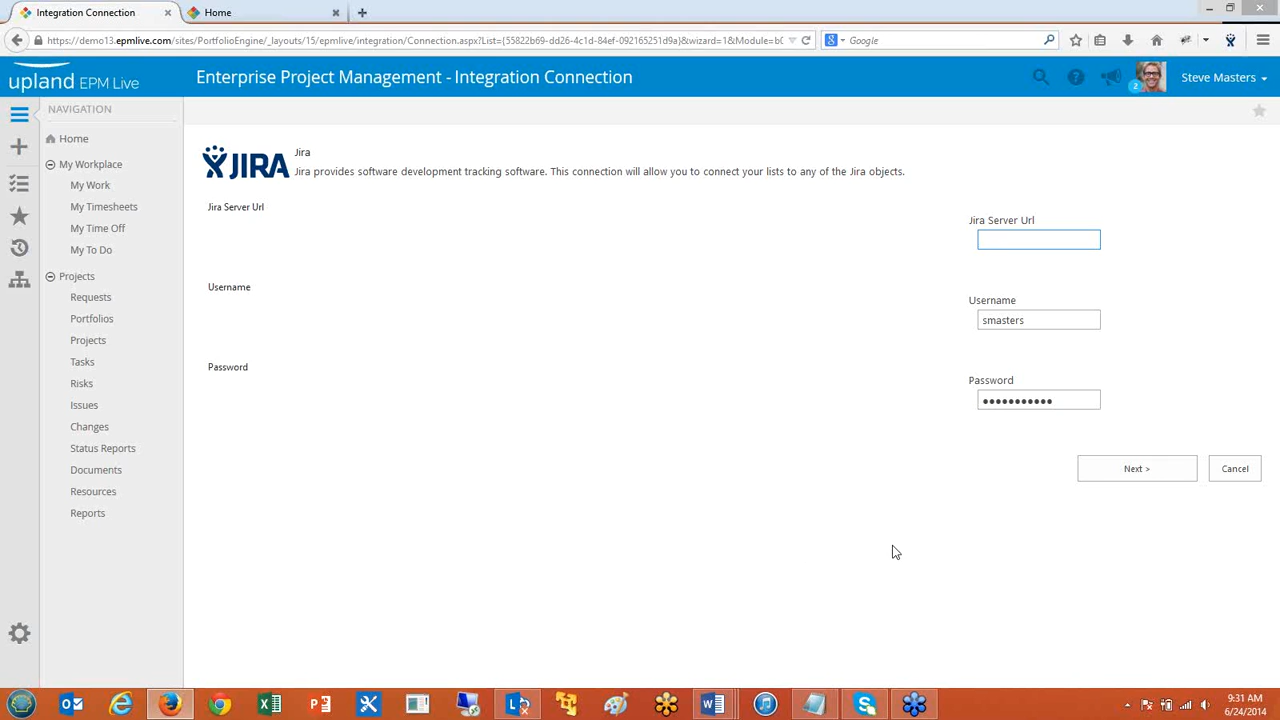 Integration Connection
Home
https://demo13.epmlive.com/sites/PortfolioEngine/_layouts/15/epmlive/integration/Connection.aspx?List={55822b69-dd26-4c1d-84ef-092165251d9a}&wizard=1&Module=b0
Google
upland EPM Live
Enterprise Project Management - Integration Connection
2
Steve Masters
NAVIGATION
Home
My Workplace
My Work
My Timesheets
My Time Off
My To Do
Projects
Requests
Portfolios
Projects
Tasks
Risks
Issues
Changes
Status Reports
Documents
Resources
Reports
JIRA
Jira
Jira provides software development tracking software. This connection will allow you to connect your lists to any of the Jira objects.
Jira Server Url
Jira Server Url
Username
Username
smasters
Password
Password
Next >
Cancel
9:31 AM
6/24/2014